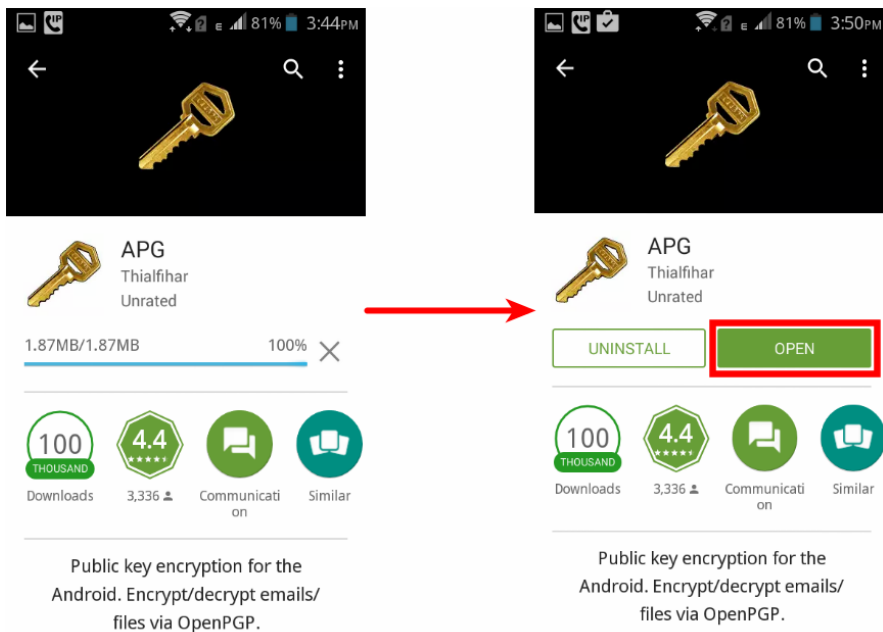 81% 3:44PM
APG
Thialfihar
Unrated
1.87MB/1.87MB 100%
100
THOUSAND
Downloads
4.4
3,336
Communicati
on
Similar
Public key encryption for the
Android. Encrypt/decrypt emails/
files via OpenPGP.
E 81% 3:50PM
APG
Thialfihar
Unrated
UNINSTALL
OPEN
100
THOUSAND
Downloads
4.4
3,336
Communicati
on
Similar
Public key encryption for the
Android. Encrypt/decrypt emails/
files via OpenPGP.